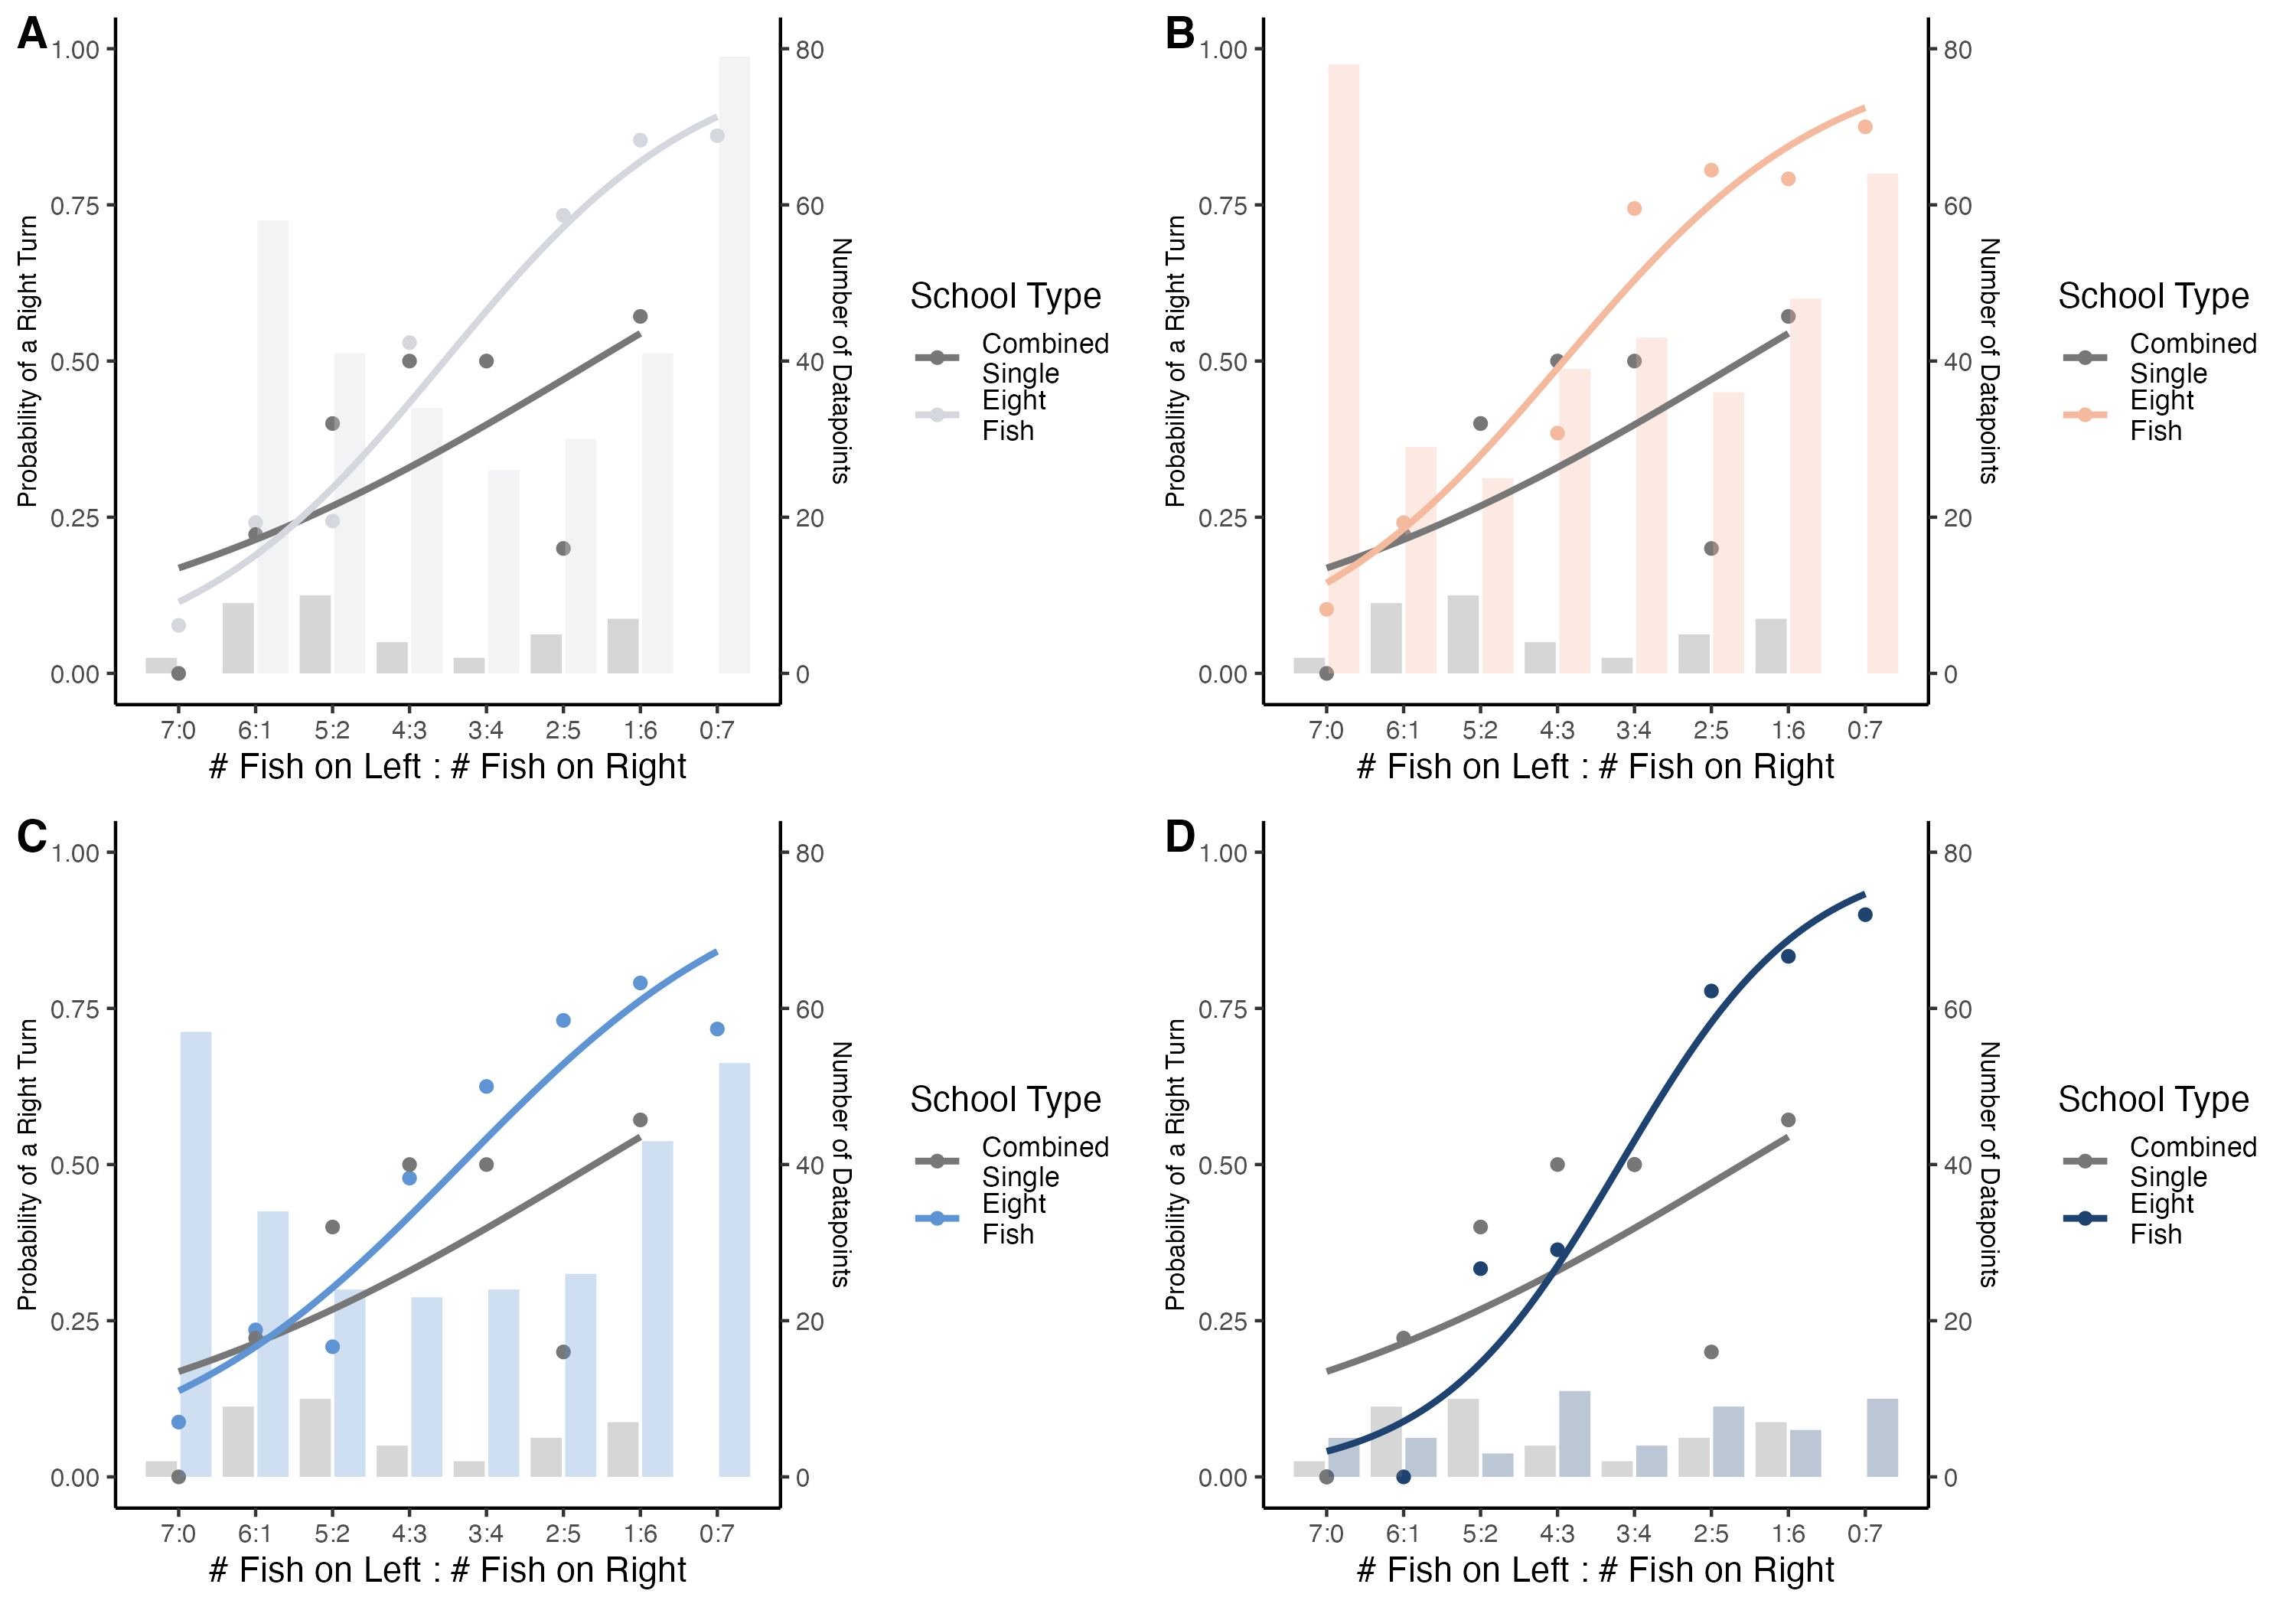 A
1.00
0.75
0.50
0.25
0.00
Probability of a Right Turn
80
60
40
20
0
Number of Datapoints
7:0 6:1 5:2 4:3 3:4 2:5 1:6 0:7
# Fish on Left : # Fish on Right
School Type
Combined
Single
Eight
Fish
B
1.00
0.75
0.50
0.25
0.00
Probability of a Right Turn
80
60
40
20
0
Number of Datapoints
7:0 6:1 5:2 4:3 3:4 2:5 1:6 0:7
# Fish on Left : # Fish on Right
School Type
Combined
Single
Eight
Fish
C
1.00
0.75
0.50
0.25
0.00
Probability of a Right Turn
80
60
40
20
0
Number of Datapoints
7:0 6:1 5:2 4:3 3:4 2:5 1:6 0:7
# Fish on Left : # Fish on Right
School Type
Combined
Single
Eight
Fish
D
1.00
0.75
0.50
0.25
0.00
Probability of a Right Turn
80
60
40
20
0
Number of Datapoints
7:0 6:1 5:2 4:3 3:4 2:5 1:6 0:7
# Fish on Left : # Fish on Right
School Type
Combined
Single
Eight
Fish